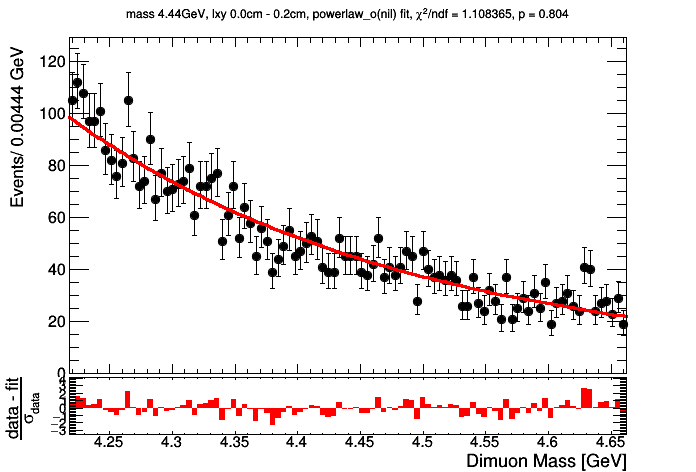 mass 4.44GeV, lxy 0.0cm - 0.2cm, powerlaw_o(nil) fit, χ²/ndf = 1.108365, p = 0.804
Events/ 0.00444 GeV
120
100
80
60
40
20
0
data - fit
σdata
4
3
2
1
0
−1
−2
−3
4.25 4.3 4.35 4.4 4.45 4.5 4.55 4.6 4.65
Dimuon Mass [GeV]